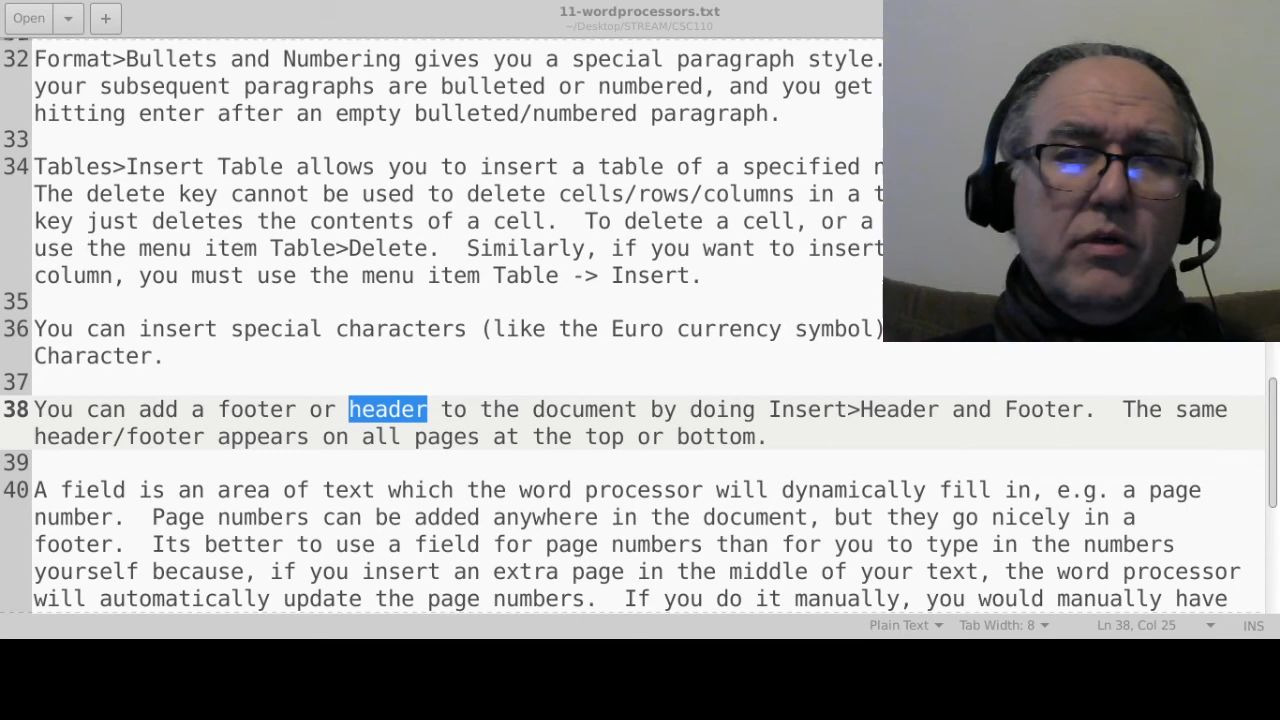 Open
11-wordprocessors.txt
~/Desktop/STREAM/CSC110
32 Format>Bullets and Numbering gives you a special paragraph style.
your subsequent paragraphs are bulleted or numbered, and you get
hitting enter after an empty bulleted/numbered paragraph.
33
34 Tables>Insert Table allows you to insert a table of a specified n
The delete key cannot be used to delete cells/rows/columns in a t
key just deletes the contents of a cell.  To delete a cell, or a
use the menu item Table>Delete.  Similarly, if you want to insert
column, you must use the menu item Table -> Insert.
35
36 You can insert special characters (like the Euro currency symbol)
Character.
37
38 You can add a footer or header to the document by doing Insert>Header and Footer.  The same
header/footer appears on all pages at the top or bottom.
39
40 A field is an area of text which the word processor will dynamically fill in, e.g. a page
number.  Page numbers can be added anywhere in the document, but they go nicely in a
footer.  Its better to use a field for page numbers than for you to type in the numbers
yourself because, if you insert an extra page in the middle of your text, the word processor
will automatically update the page numbers.  If you do it manually, you would manually have
Plain Text Tab Width: 8 Ln 38, Col 25 INS